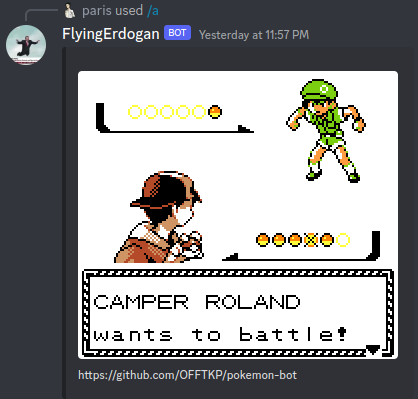 paris used /a
FlyingErdogan BOT Yesterday at 11:57 PM
CAMPER ROLAND
wants to battle!
https://github.com/OFFTKP/pokemon-bot